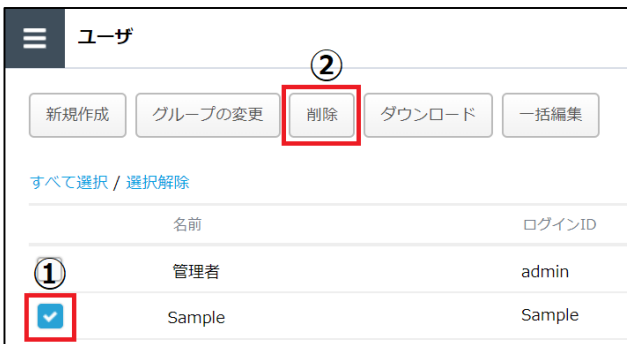 ユーザ
②
新規作成 グループの変更 削除 ダウンロード 一括編集
すべて選択 / 選択解除
名前 ログインID
①
管理者 admin
Sample Sample